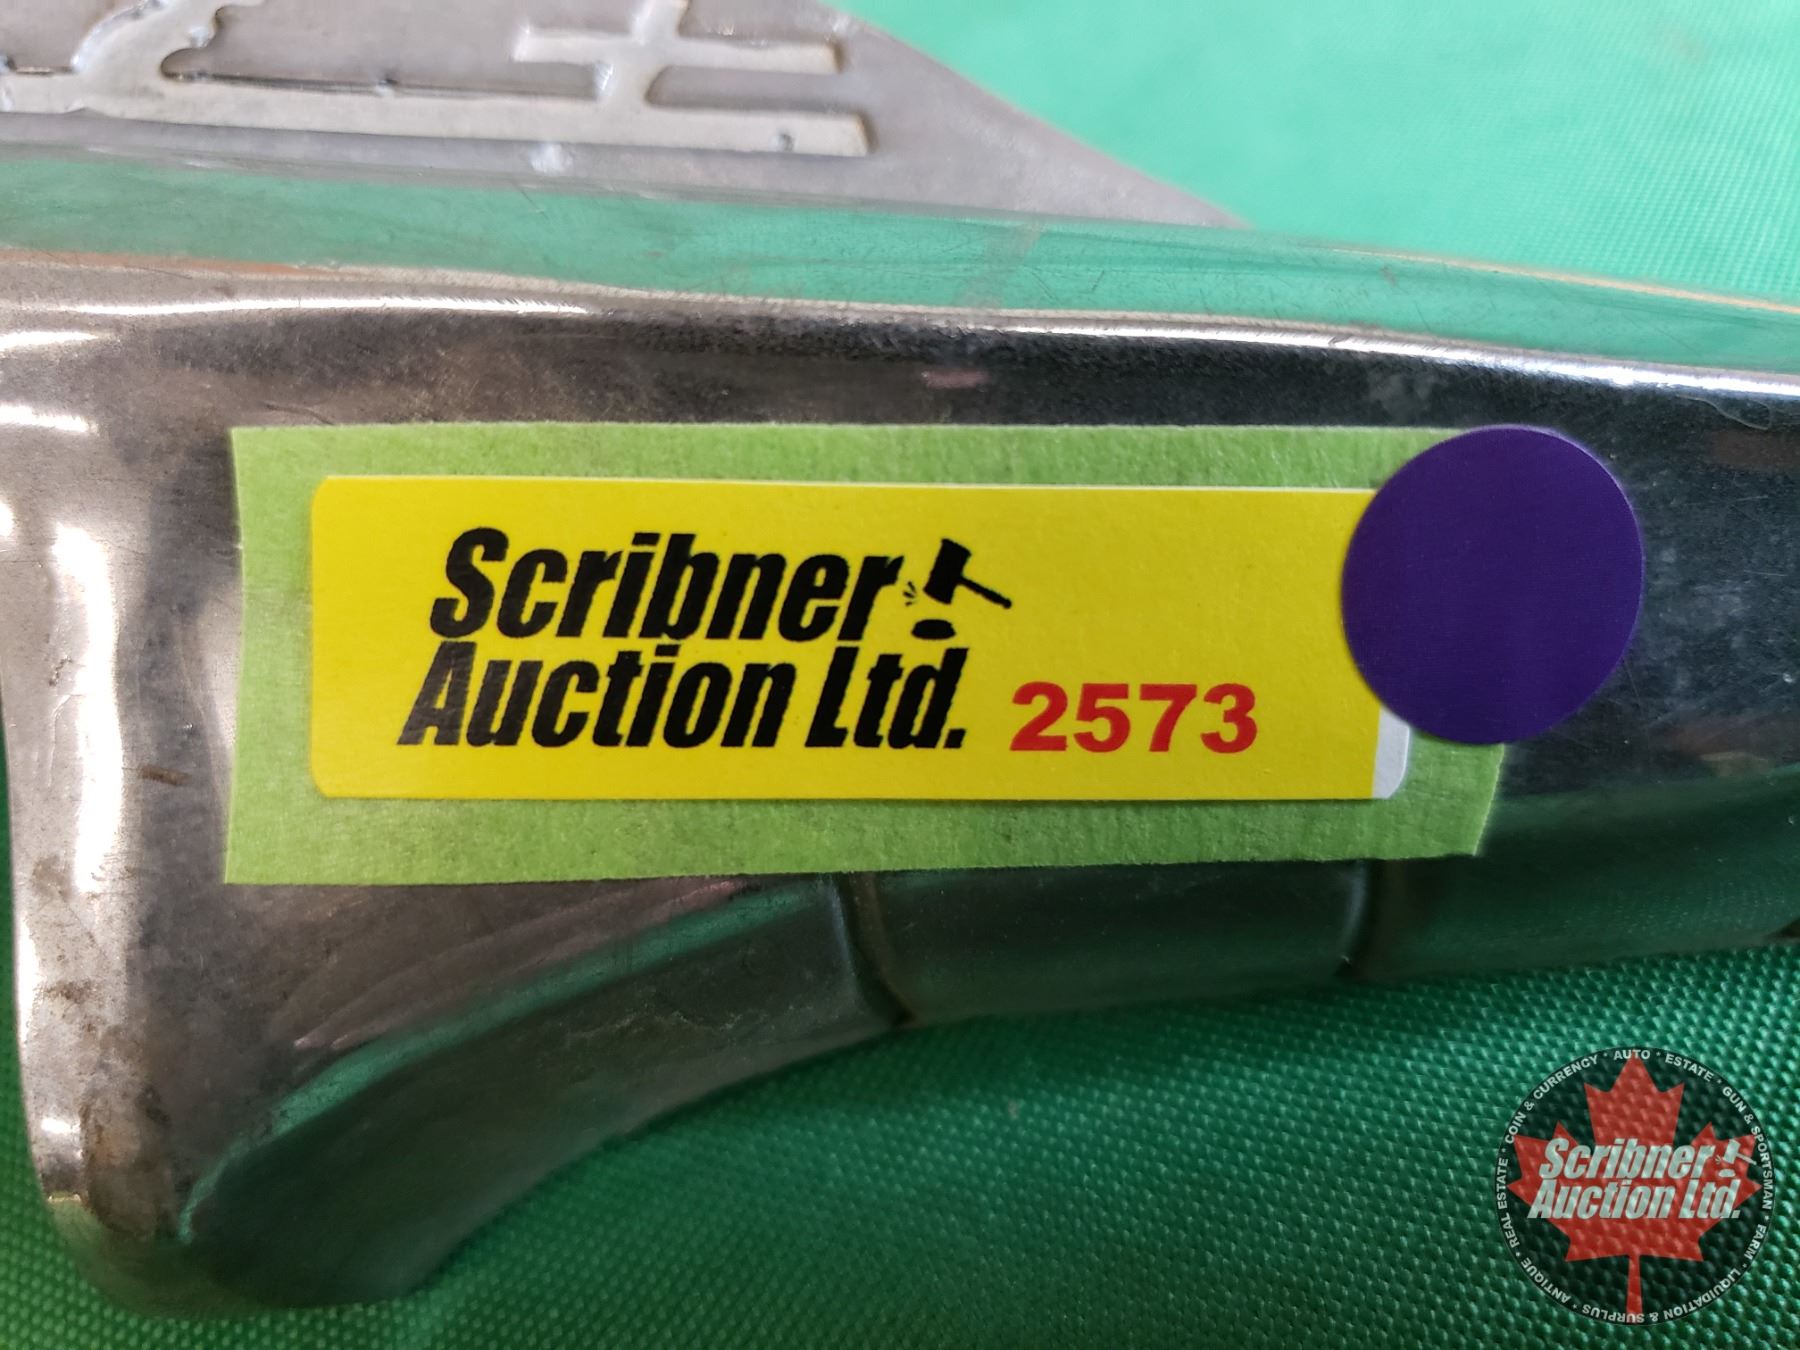 Scribner
Auction Ltd. 2573
COIN & CURRENCY * AUTO * ESTATE * GUN & SPORTSMAN * FARM * LIQUIDATION & SURPLUS * ANTIQUE * REAL ESTATE *
Scribner
Auction Ltd.